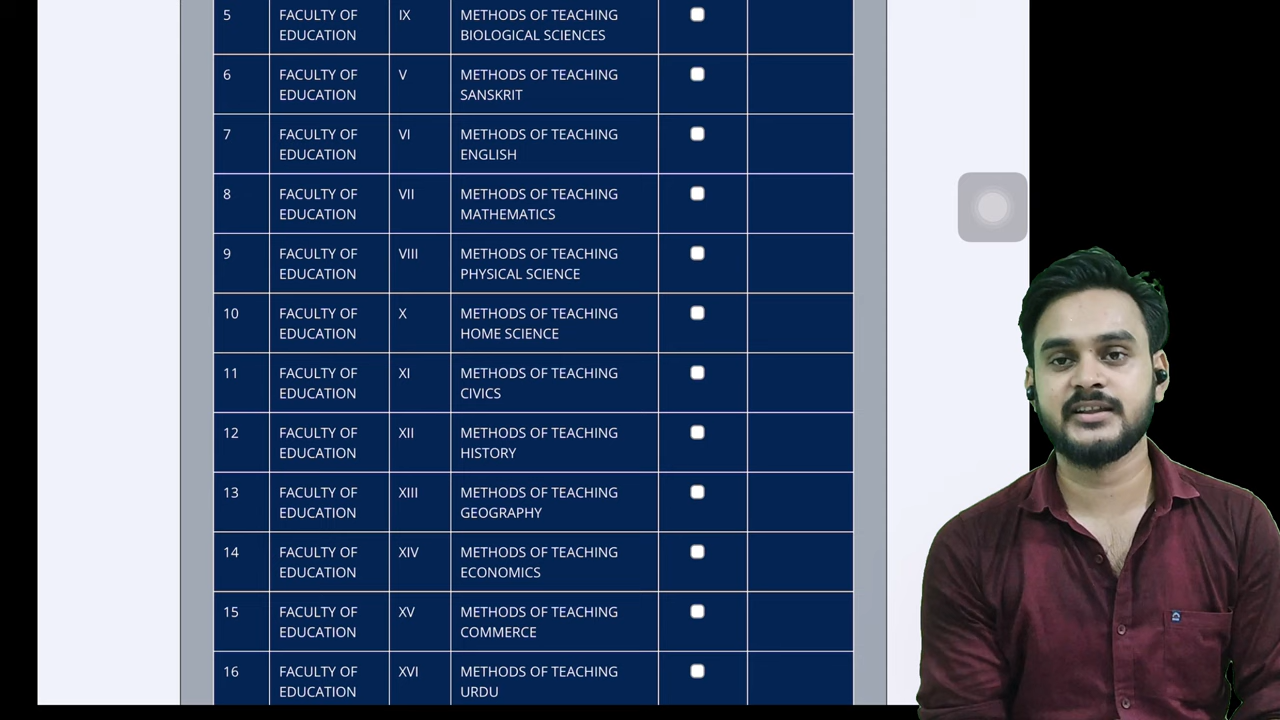 5 FACULTY OF IX METHODS OF TEACHING
EDUCATION BIOLOGICAL SCIENCES
6 FACULTY OF V METHODS OF TEACHING
EDUCATION SANSKRIT
7 FACULTY OF VI METHODS OF TEACHING
EDUCATION ENGLISH
8 FACULTY OF VII METHODS OF TEACHING
EDUCATION MATHEMATICS
9 FACULTY OF VIII METHODS OF TEACHING
EDUCATION PHYSICAL SCIENCE
10 FACULTY OF X METHODS OF TEACHING
EDUCATION HOME SCIENCE
11 FACULTY OF XI METHODS OF TEACHING
EDUCATION CIVICS
12 FACULTY OF XII METHODS OF TEACHING
EDUCATION HISTORY
13 FACULTY OF XIII METHODS OF TEACHING
EDUCATION GEOGRAPHY
14 FACULTY OF XIV METHODS OF TEACHING
EDUCATION ECONOMICS
15 FACULTY OF XV METHODS OF TEACHING
EDUCATION COMMERCE
16 FACULTY OF XVI METHODS OF TEACHING
EDUCATION URDU